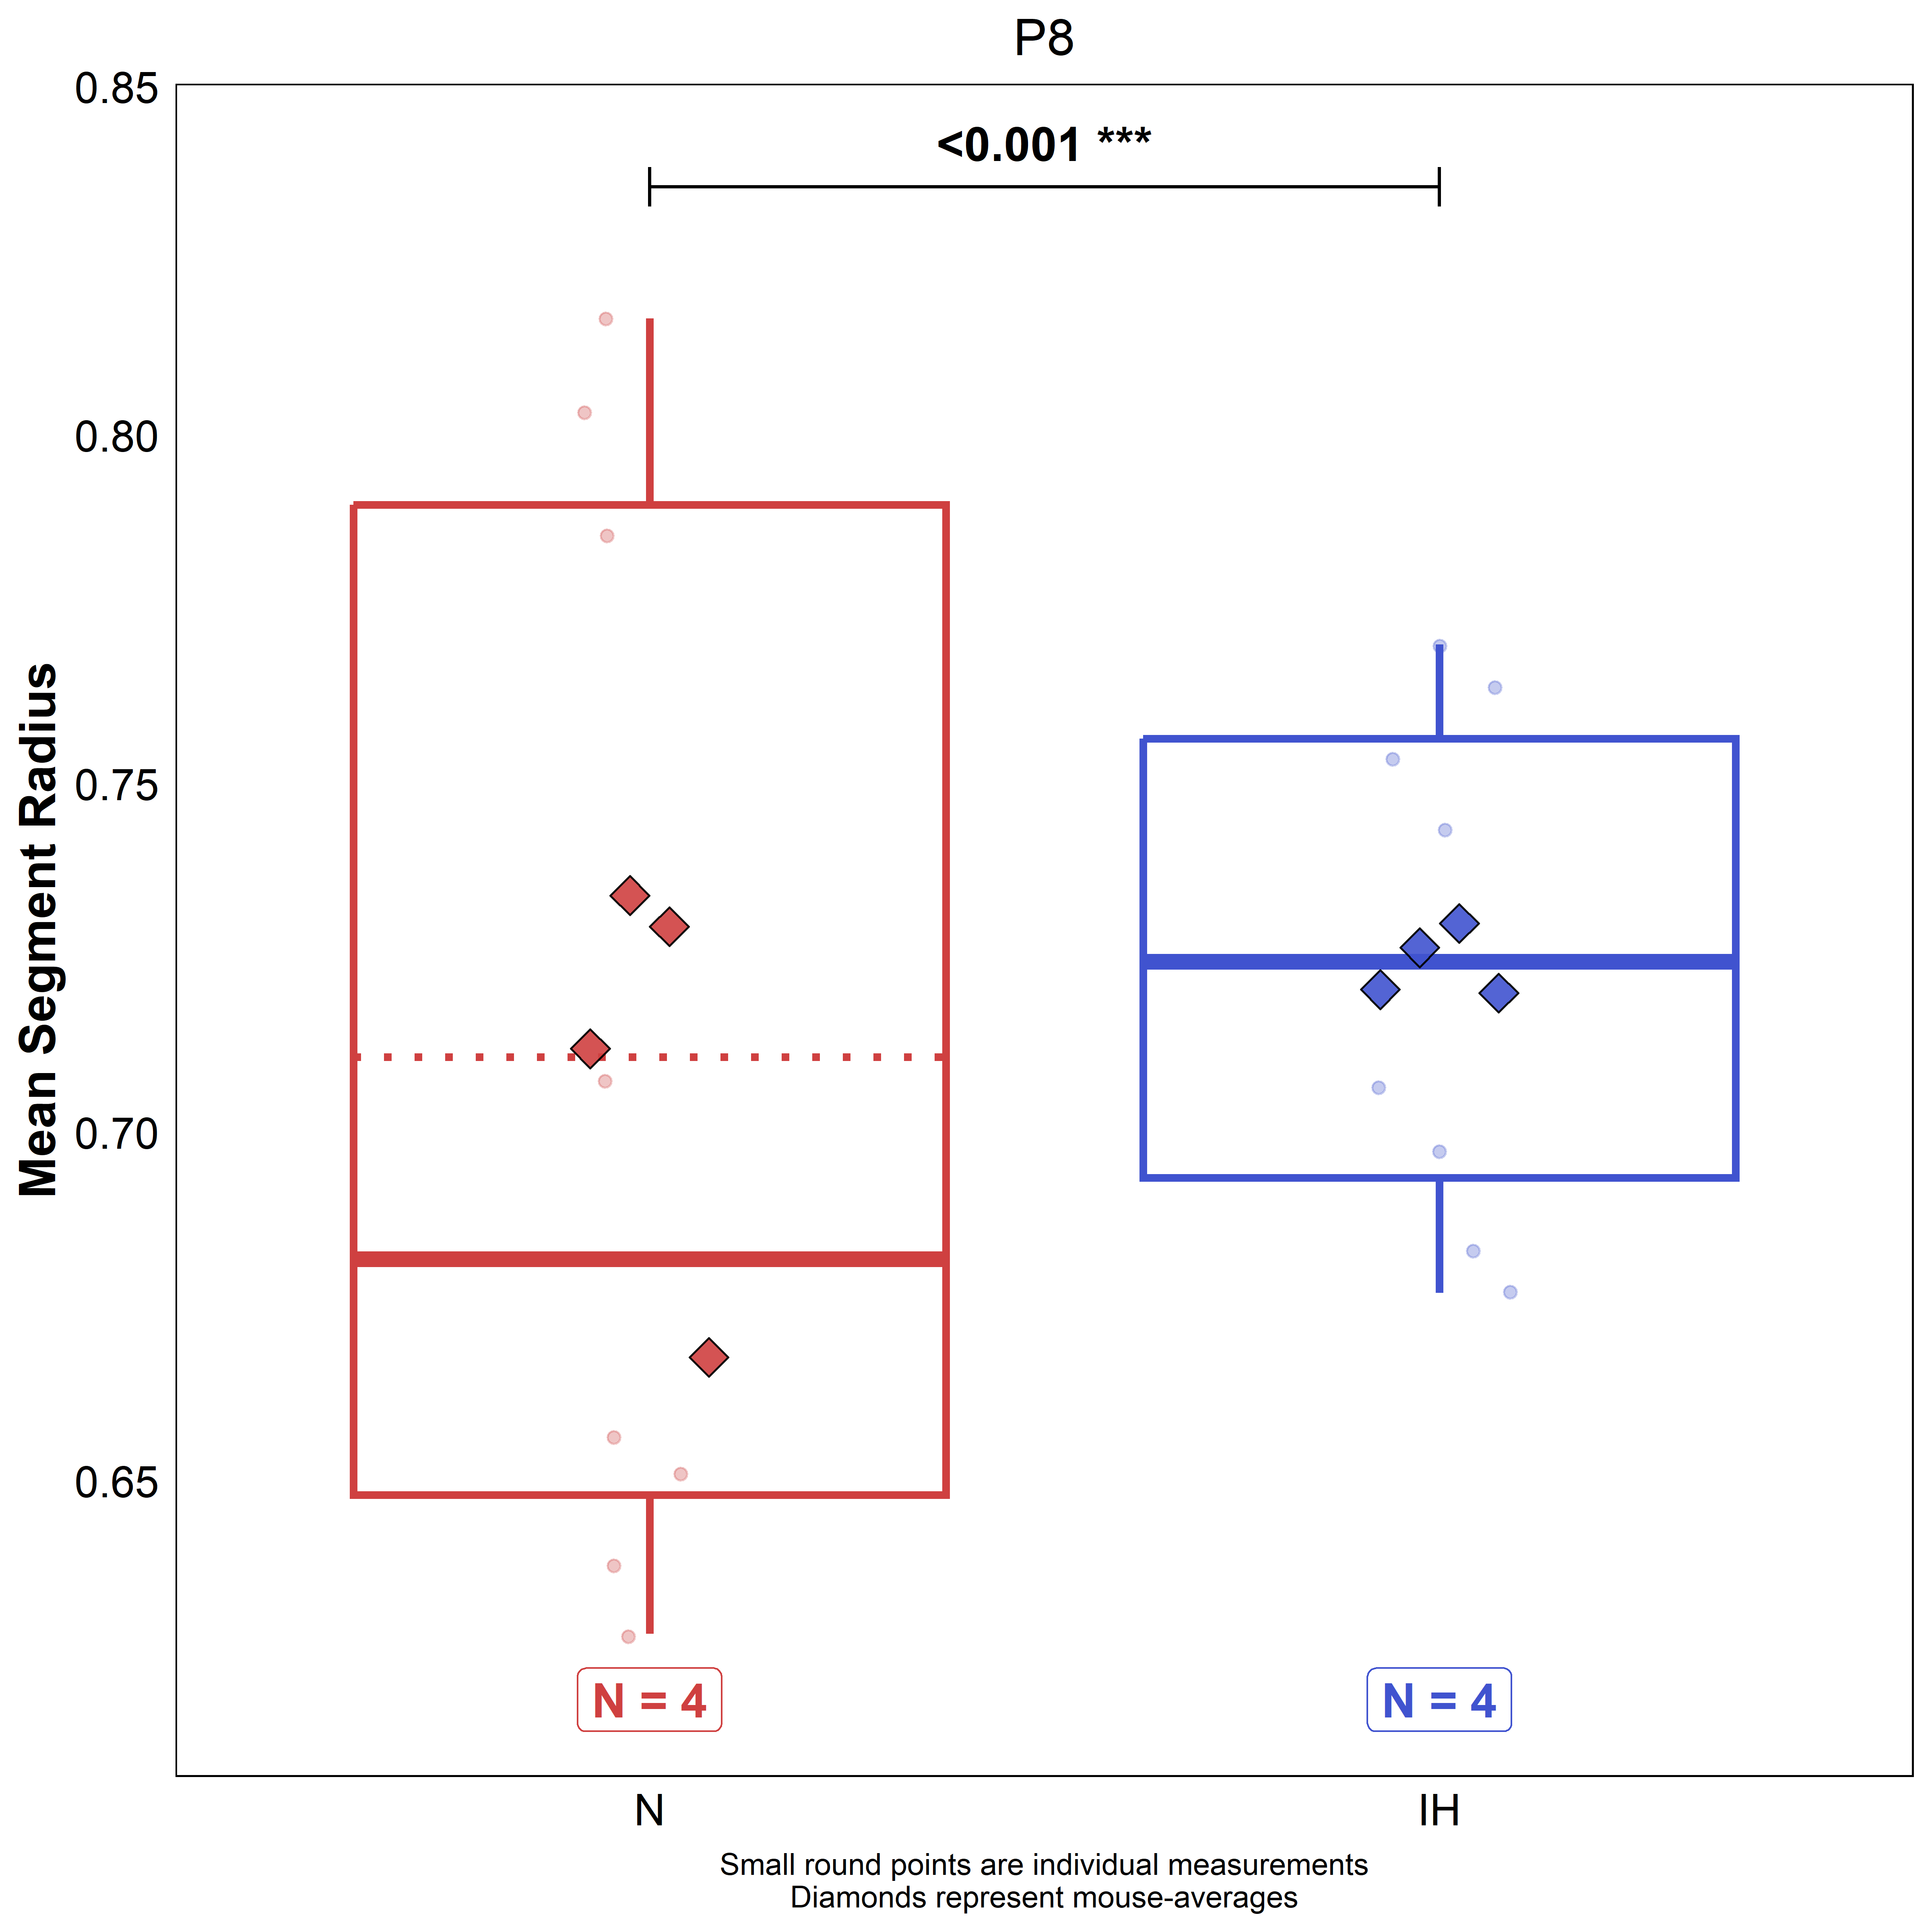 P8
0.85
<0.001 ***
0.80
0.75
0.70
0.65
Mean Segment Radius
N = 4
N = 4
N
IH
Small round points are individual measurements
Diamonds represent mouse-averages